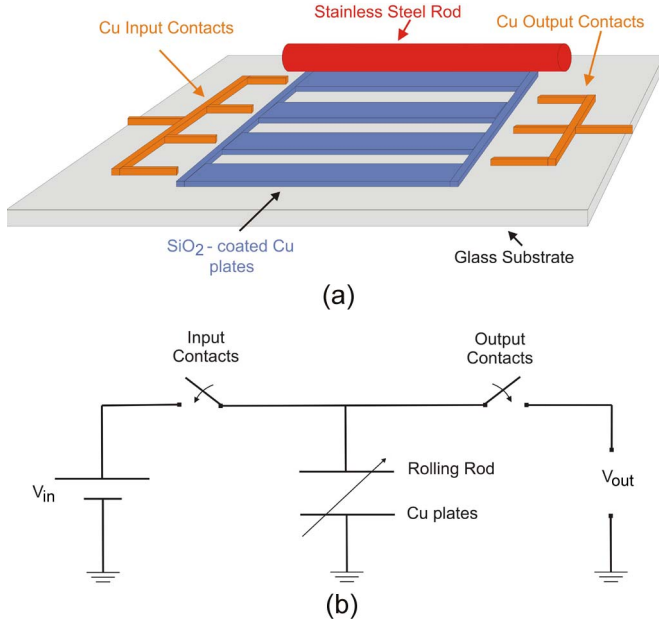 Stainless Steel Rod
Cu Input Contacts
Cu Output Contacts
SiO2 - coated Cu
plates
Glass Substrate
(a)
Input
Contacts
Output
Contacts
Rolling Rod
Vin
Vout
Cu plates
(b)